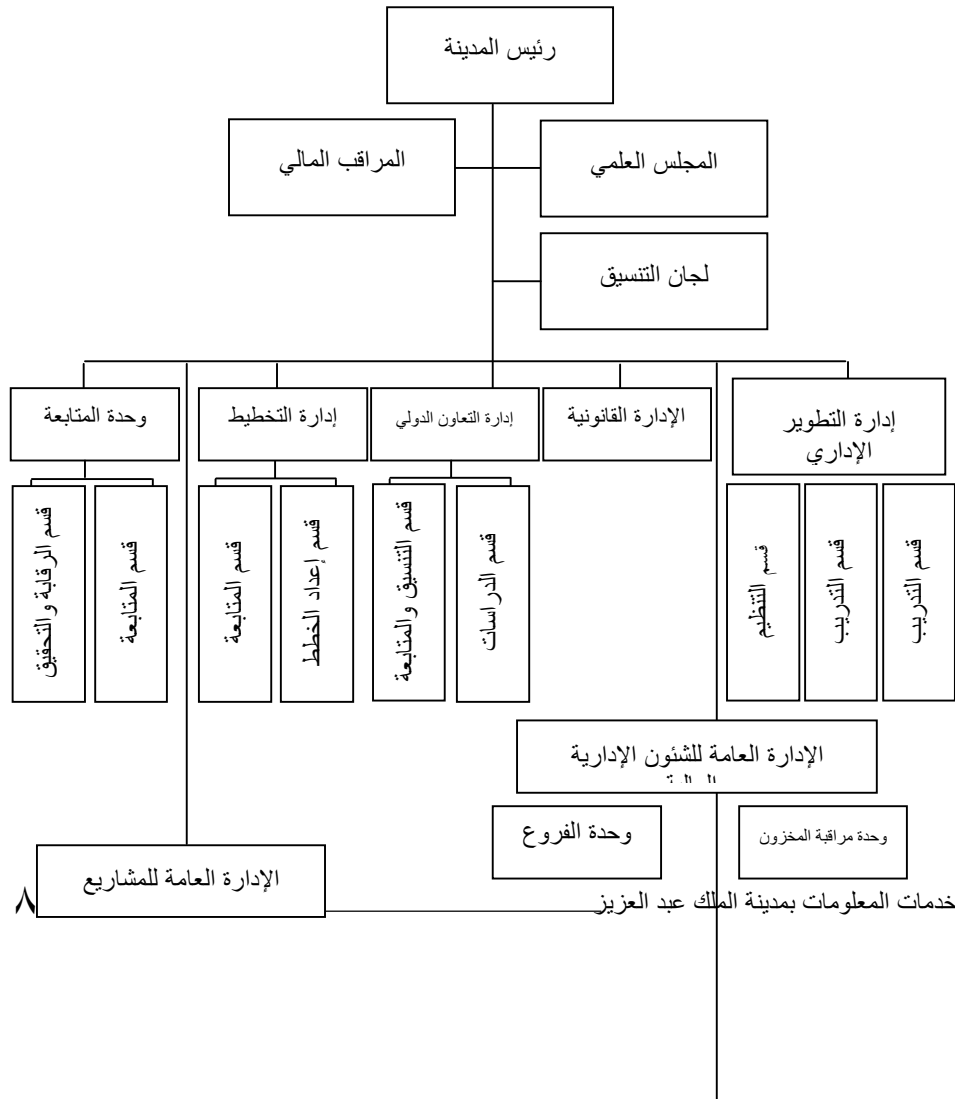 رئيس المدينة
المجلس العلمي
المراقب المالي
لجان التنسيق
إدارة التطوير
الإداري
الإدارة القانونية
إدارة التعاون الدولي
إدارة التخطيط
وحدة المتابعة
قسم التدريب
قسم التدريب
قسم التنظيم
قسم الدراسات
قسم التنسيق والمتابعة
قسم إعداد الخطط
قسم المتابعة
قسم المتابعة
قسم الرقابة والتحقيق
الإدارة العامة للشئون الإدارية
وحدة مراقبة المخزون
وحدة الفروع
الإدارة العامة للمشاريع
خدمات المعلومات بمدينة الملك عبد العزيز
٨